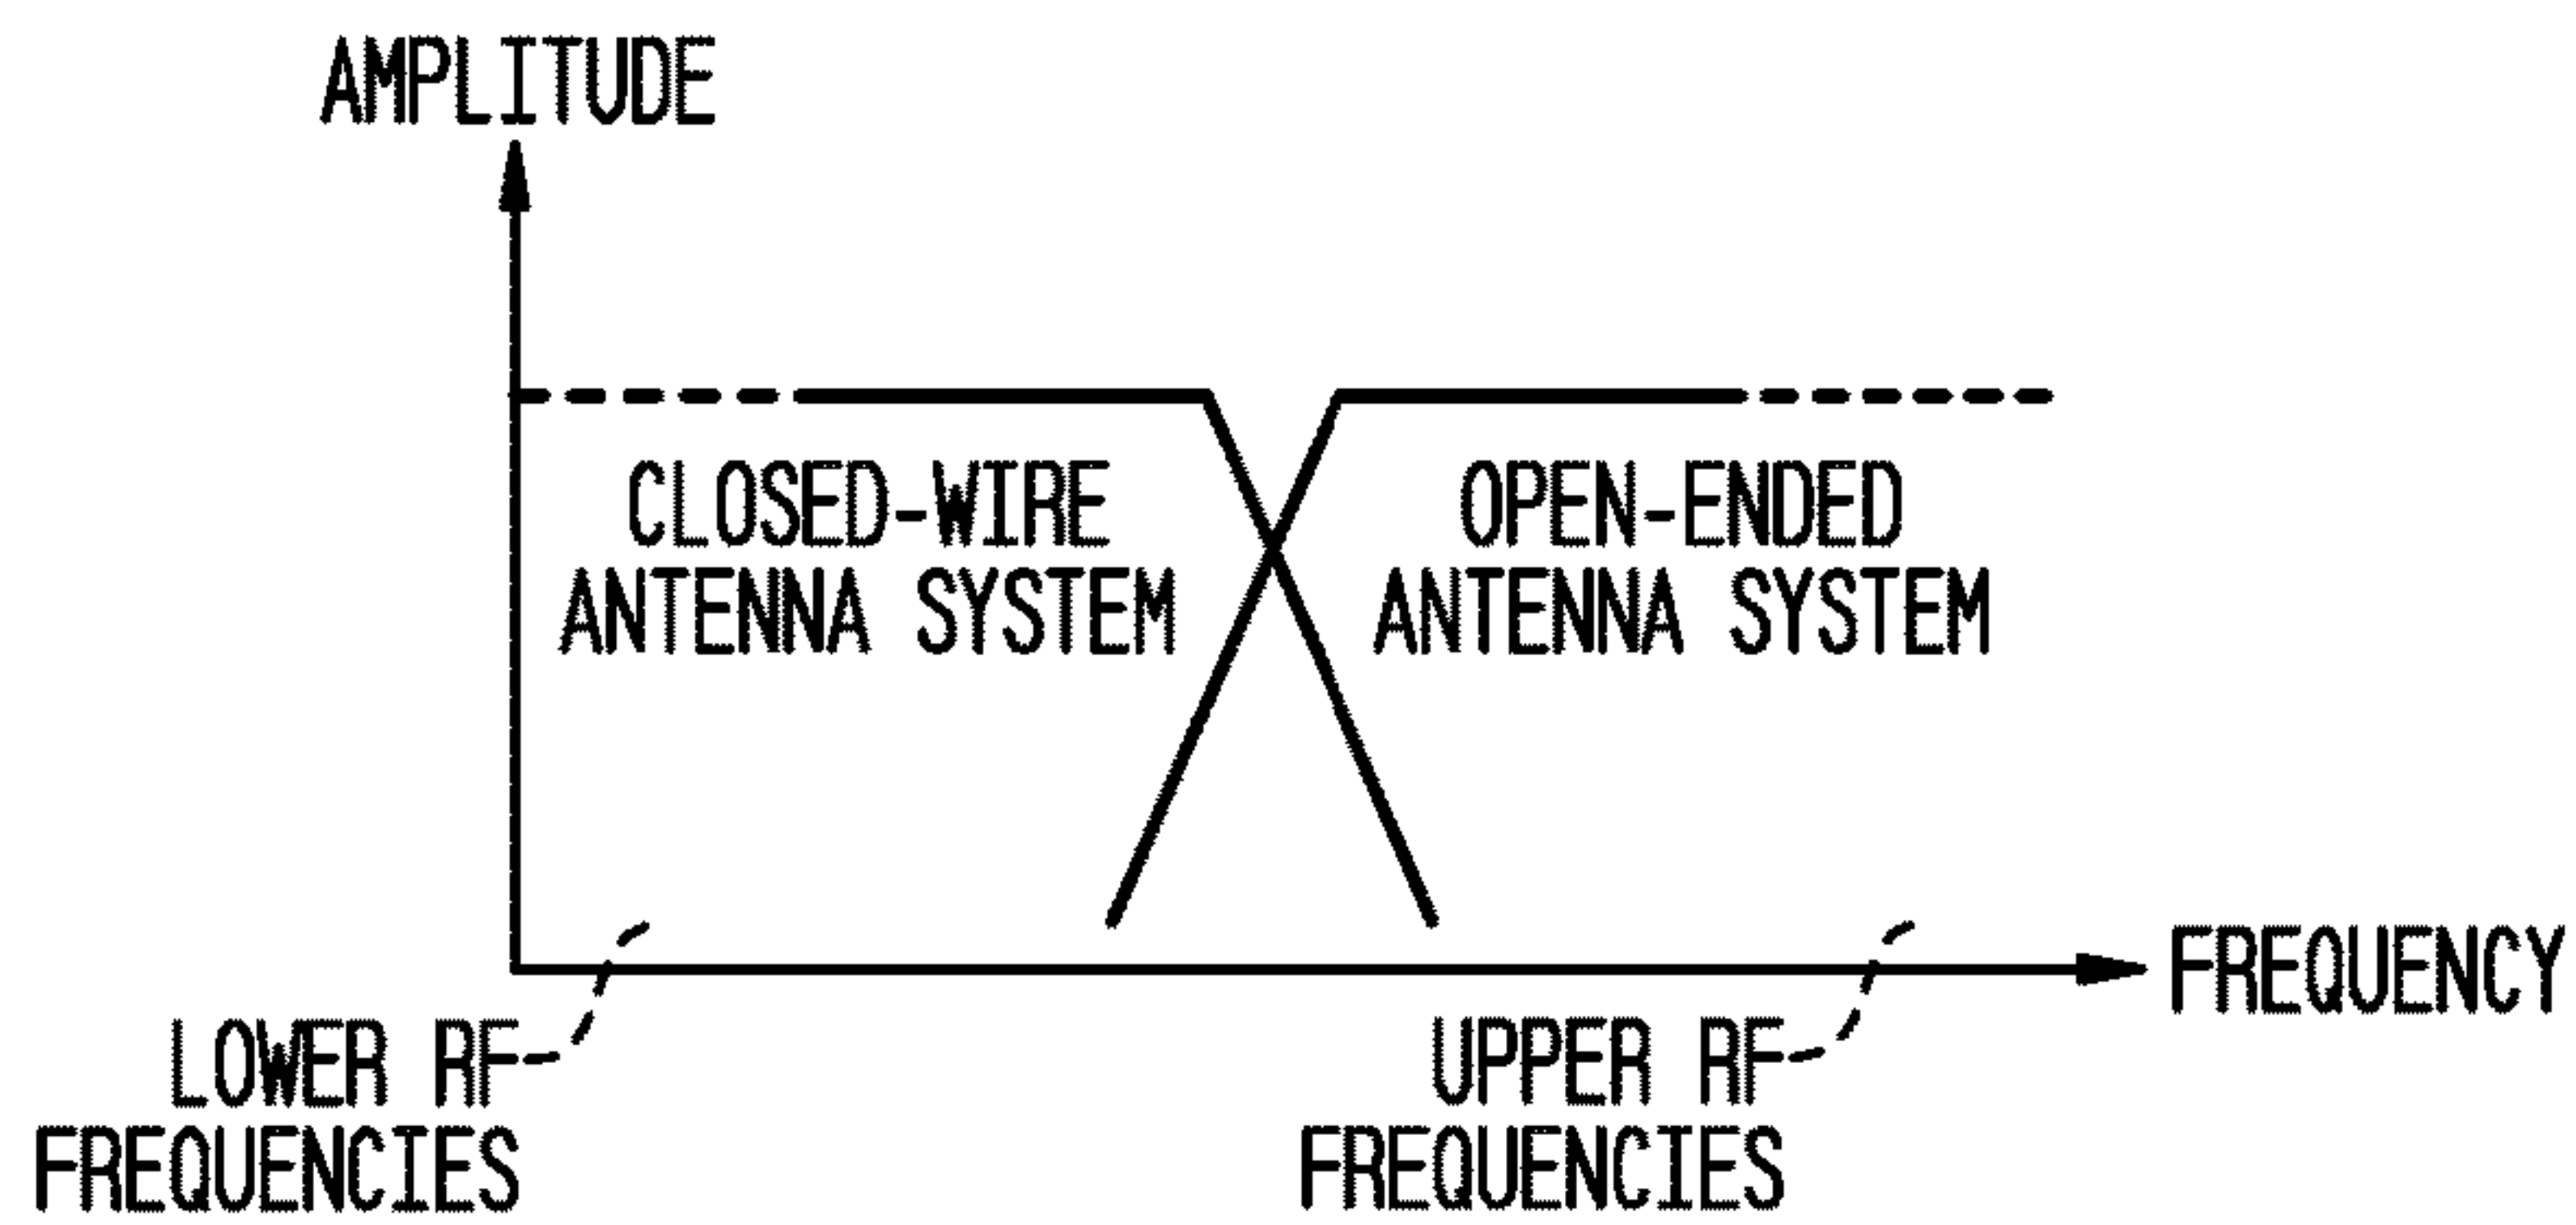 AMPLITUDE
CLOSED-WIRE
ANTENNA SYSTEM
OPEN-ENDED
ANTENNA SYSTEM
FREQUENCY
LOWER RF
FREQUENCIES
UPPER RF
FREQUENCIES